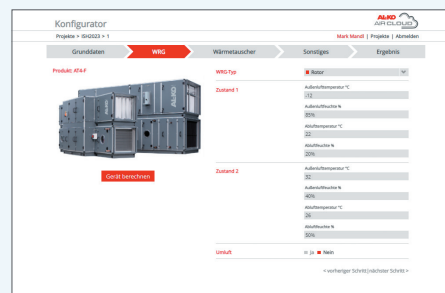 Konfigurator
AL-KO
AIR CLOUD
Projekte > ISH2023 > 1
Mark Mandl | Projekte | Abmelden
Grunddaten
WRG
Wärmetauscher
Sonstiges
Ergebnis
Produkt: AT4-F
WRG-Typ
Rotor
Zustand 1
Außenlufttemperatur °C
-12
Außenluftfeuchte %
85%
Ablufttemperatur °C
22
Abluftfeuchte %
20%
AL-KO
Gerät berechnen
Zustand 2
Außenlufttemperatur °C
32
Außenluftfeuchte %
40%
Ablufttemperatur °C
26
Abluftfeuchte %
50%
Umluft
Ja Nein
< vorheriger Schritt|nächster Schritt >